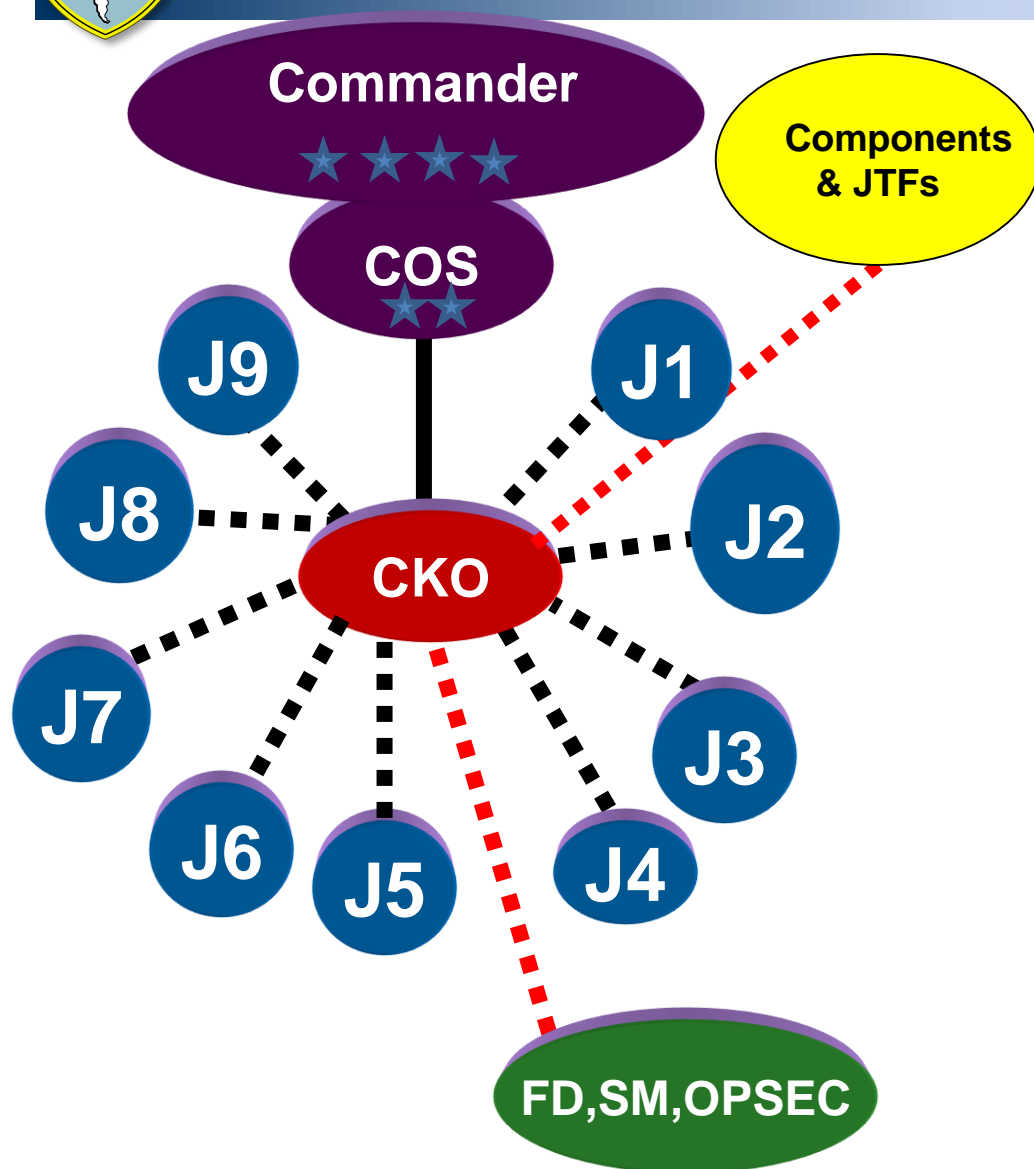 Commander
Components
& JTFs
COS
J9
J1
J8
J2
CKO
J7
J3
J6
J5
J4
FD,SM,OPSEC